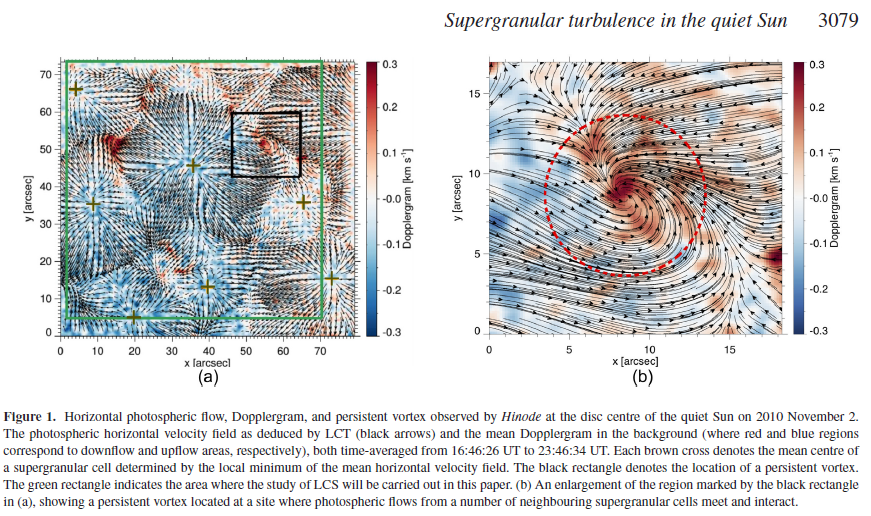 Supergranular turbulence in the quiet Sun 3079
70
60
50
40
30
20
10
0
y [arcsec]
0 10 20 30 40 50 60 70
x [arcsec]
(a)
0.3
0.2
0.1
-0.0
-0.1
-0.2
-0.3
Dopplergram [km s-1]
15
10
5
0
y [arcsec]
0 5 10 15
x [arcsec]
(b)
0.3
0.2
0.1
-0.0
-0.1
-0.2
-0.3
Dopplergram [km s-1]
Figure 1. Horizontal photospheric flow, Dopplergram, and persistent vortex observed by Hinode at the disc centre of the quiet Sun on 2010 November 2.
The photospheric horizontal velocity field as deduced by LCT (black arrows) and the mean Dopplergram in the background (where red and blue regions
correspond to downflow and upflow areas, respectively), both time-averaged from 16:46:26 UT to 23:46:34 UT. Each brown cross denotes the mean centre of
a supergranular cell determined by the local minimum of the mean horizontal velocity field. The black rectangle denotes the location of a persistent vortex.
The green rectangle indicates the area where the study of LCS will be carried out in this paper. (b) An enlargement of the region marked by the black rectangle
in (a), showing a persistent vortex located at a site where photospheric flows from a number of neighbouring supergranular cells meet and interact.